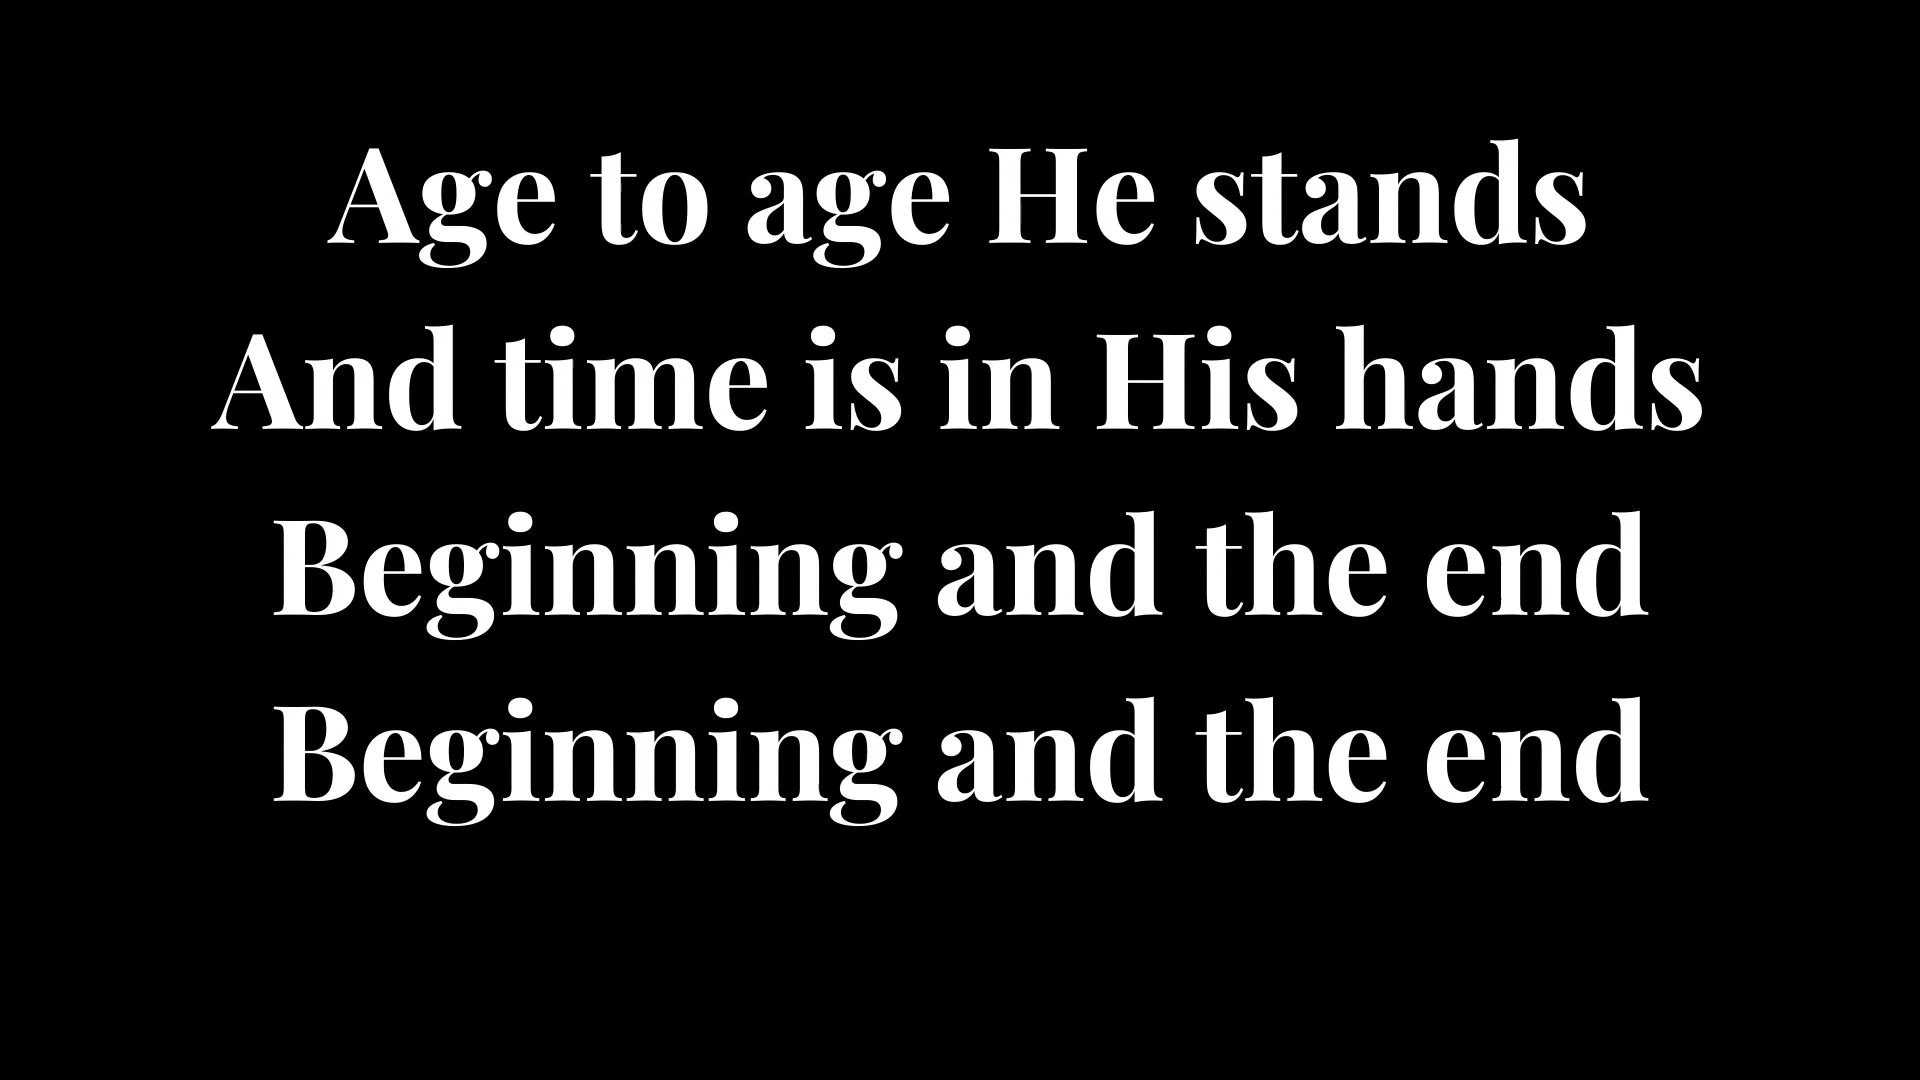 Age to age He stands
And time is in His hands
Beginning and the end
Beginning and the end